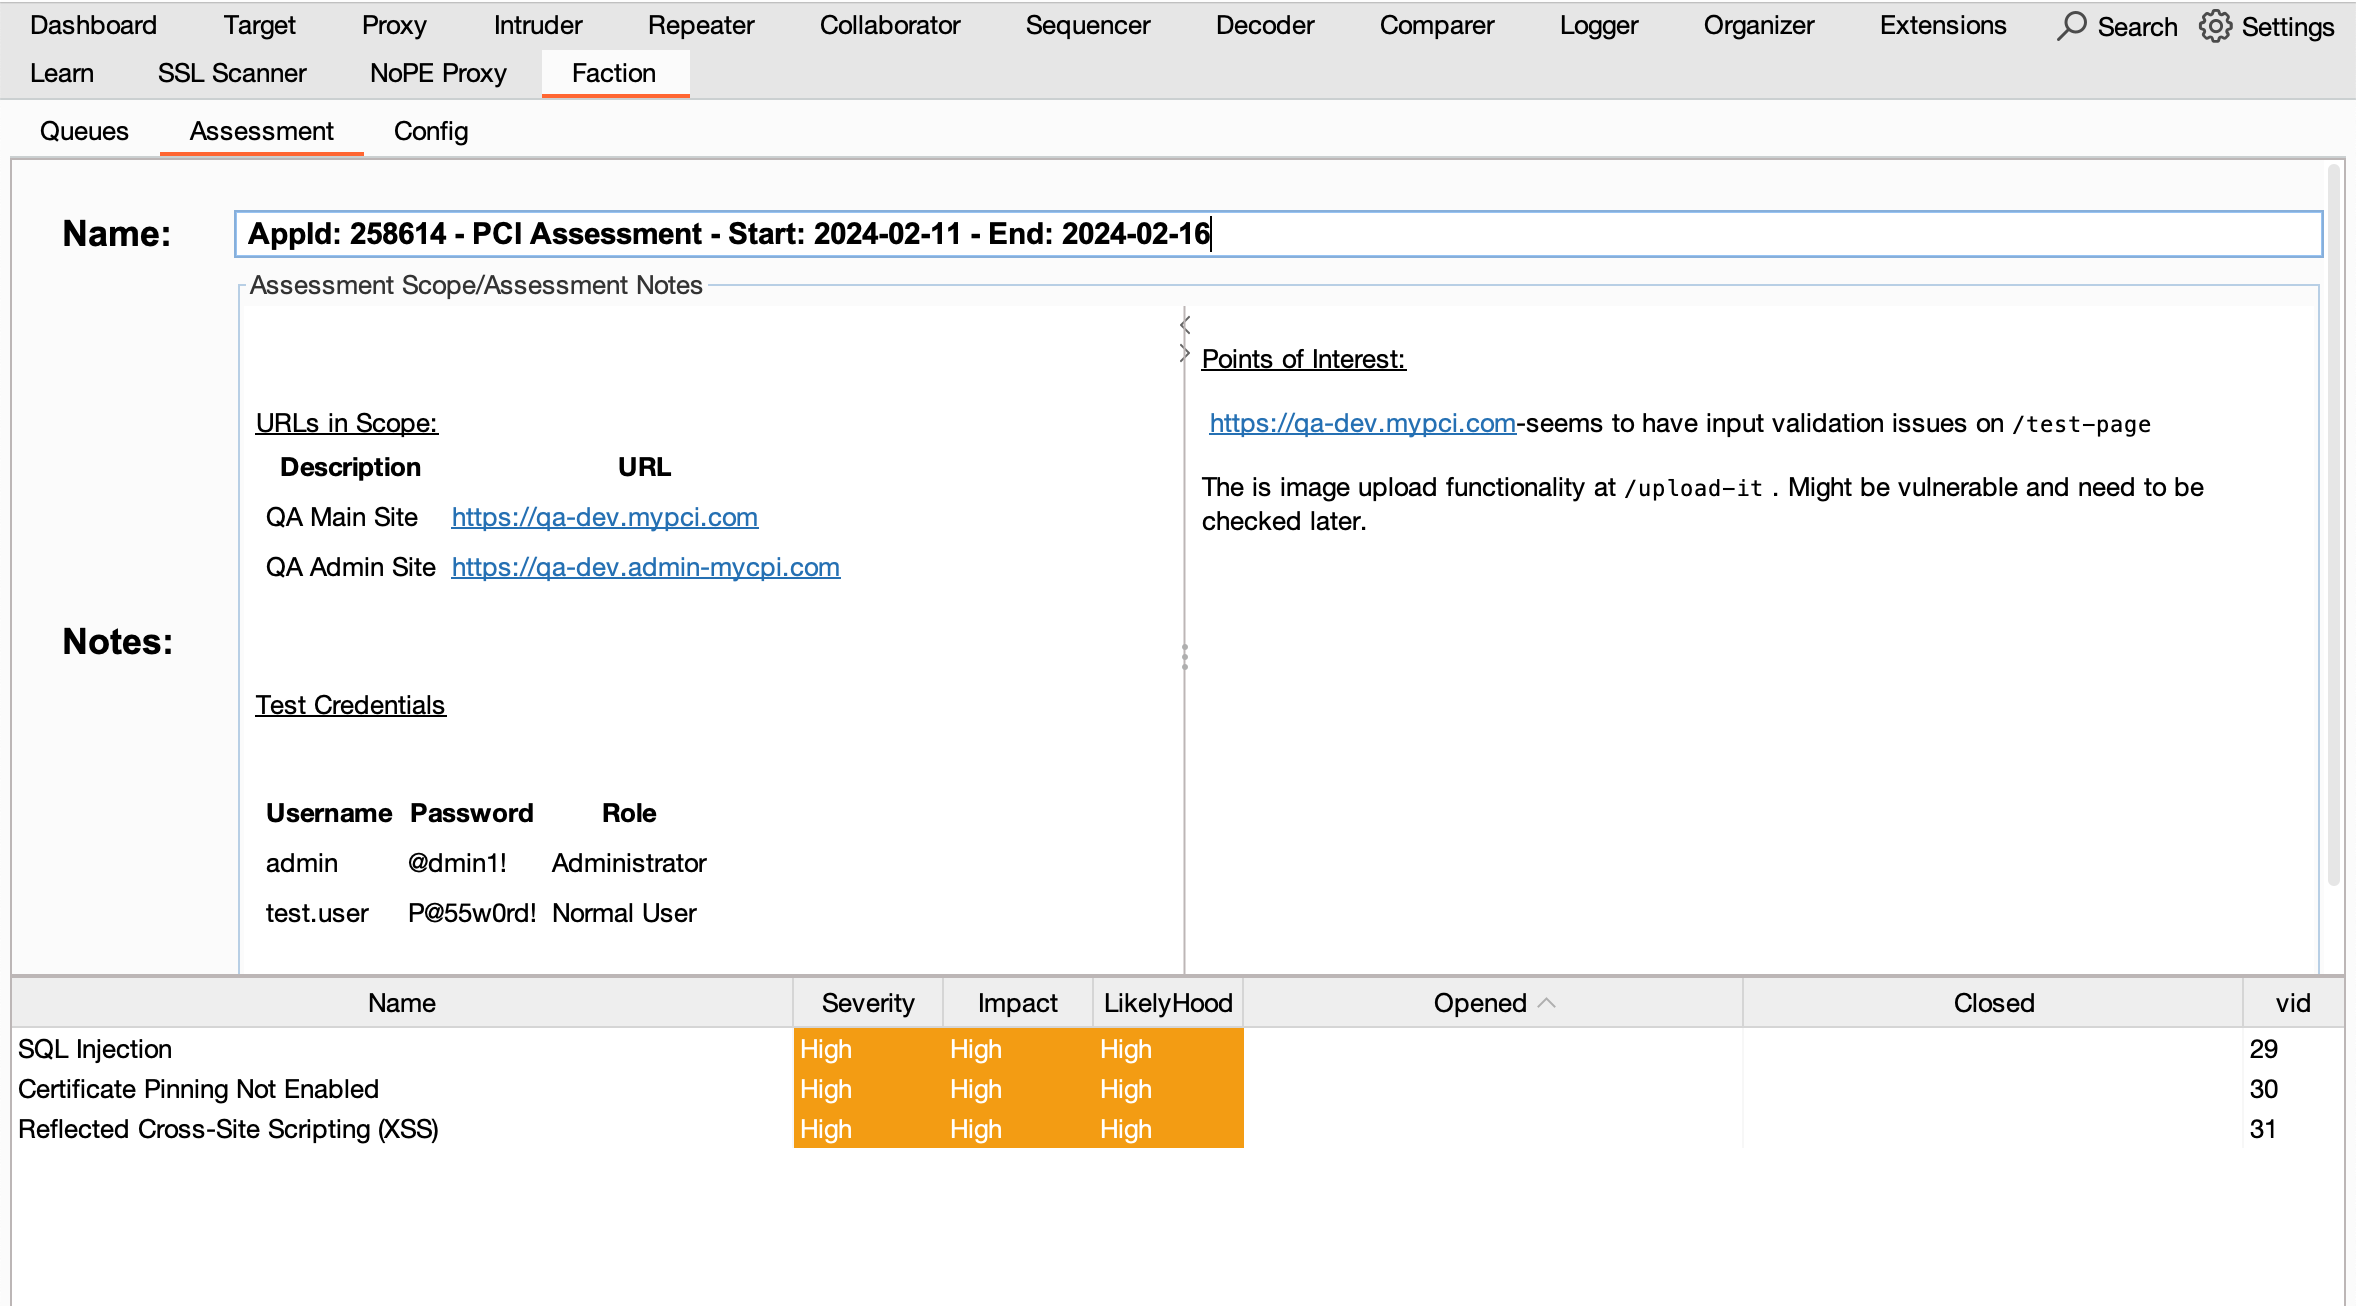 Dashboard Target Proxy Intruder Repeater Collaborator Sequencer Decoder Comparer Logger Organizer Extensions Search Settings
Learn SSL Scanner NoPE Proxy Faction
Queues Assessment Config
Name: AppId: 258614 - PCI Assessment - Start: 2024-02-11 - End: 2024-02-16
Assessment Scope/Assessment Notes
Notes:
URLs in Scope:
Description URL
QA Main Site https://qa-dev.mypci.com
QA Admin Site https://qa-dev.admin-mycpi.com
Test Credentials
Username Password Role
admin @dmin1! Administrator
test.user P@55w0rd! Normal User
Points of Interest:
https://qa-dev.mypci.com-seems to have input validation issues on /test-page
The is image upload functionality at /upload-it . Might be vulnerable and need to be
checked later.
Name Severity Impact LikelyHood Opened Closed vid
SQL Injection High High High 29
Certificate Pinning Not Enabled High High High 30
Reflected Cross-Site Scripting (XSS) High High High 31